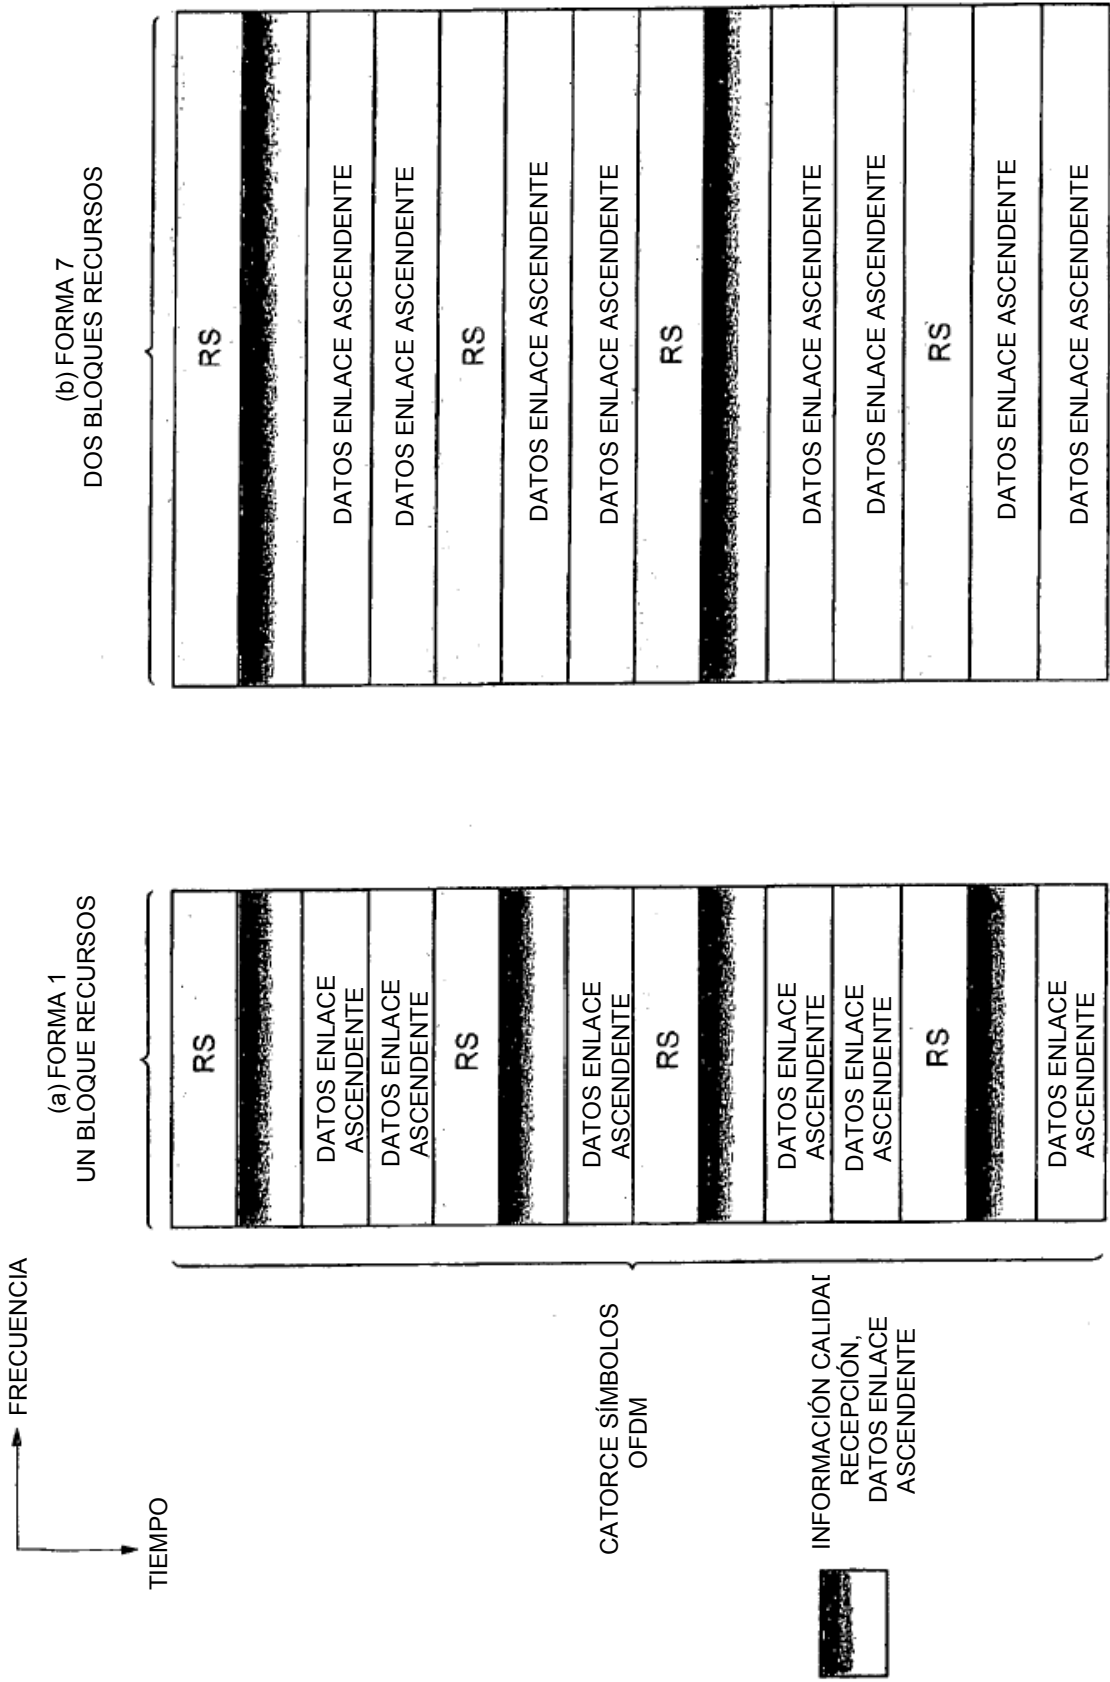 FRECUENCIA
TIEMPO
CATORCE SÍMBOLOS
OFDM
INFORMACIÓN CALIDAD
RECEPCIÓN,
DATOS ENLACE
ASCENDENTE
(a) FORMA 1
UN BLOQUE RECURSOS
RS
DATOS ENLACE
ASCENDENTE
DATOS ENLACE
ASCENDENTE
RS
DATOS ENLACE
ASCENDENTE
RS
DATOS ENLACE
ASCENDENTE
DATOS ENLACE
ASCENDENTE
RS
DATOS ENLACE
ASCENDENTE
(b) FORMA 7
DOS BLOQUES RECURSOS
RS
DATOS ENLACE ASCENDENTE
DATOS ENLACE ASCENDENTE
RS
DATOS ENLACE ASCENDENTE
DATOS ENLACE ASCENDENTE
RS
DATOS ENLACE ASCENDENTE
DATOS ENLACE ASCENDENTE
RS
DATOS ENLACE ASCENDENTE
DATOS ENLACE ASCENDENTE